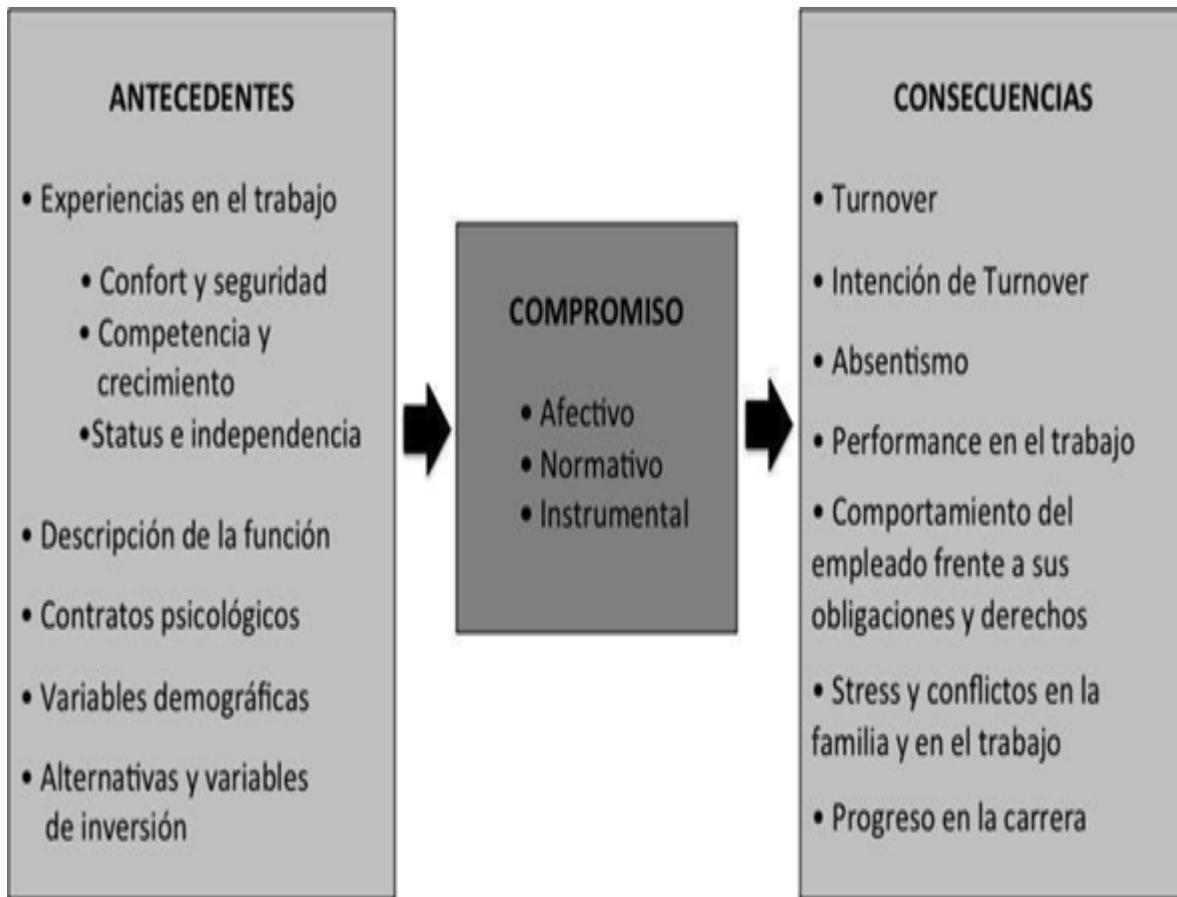 ANTECEDENTES
• Experiencias en el trabajo
• Confort y seguridad
• Competencia y
crecimiento
•Status e independencia
• Descripción de la función
• Contratos psicológicos
• Variables demográficas
• Alternativas y variables
de inversión
COMPROMISO
• Afectivo
• Normativo
• Instrumental
CONSECUENCIAS
• Turnover
• Intención de Turnover
• Absentismo
• Performance en el trabajo
• Comportamiento del
empleado frente a sus
obligaciones y derechos
• Stress y conflictos en la
familia y en el trabajo
• Progreso en la carrera